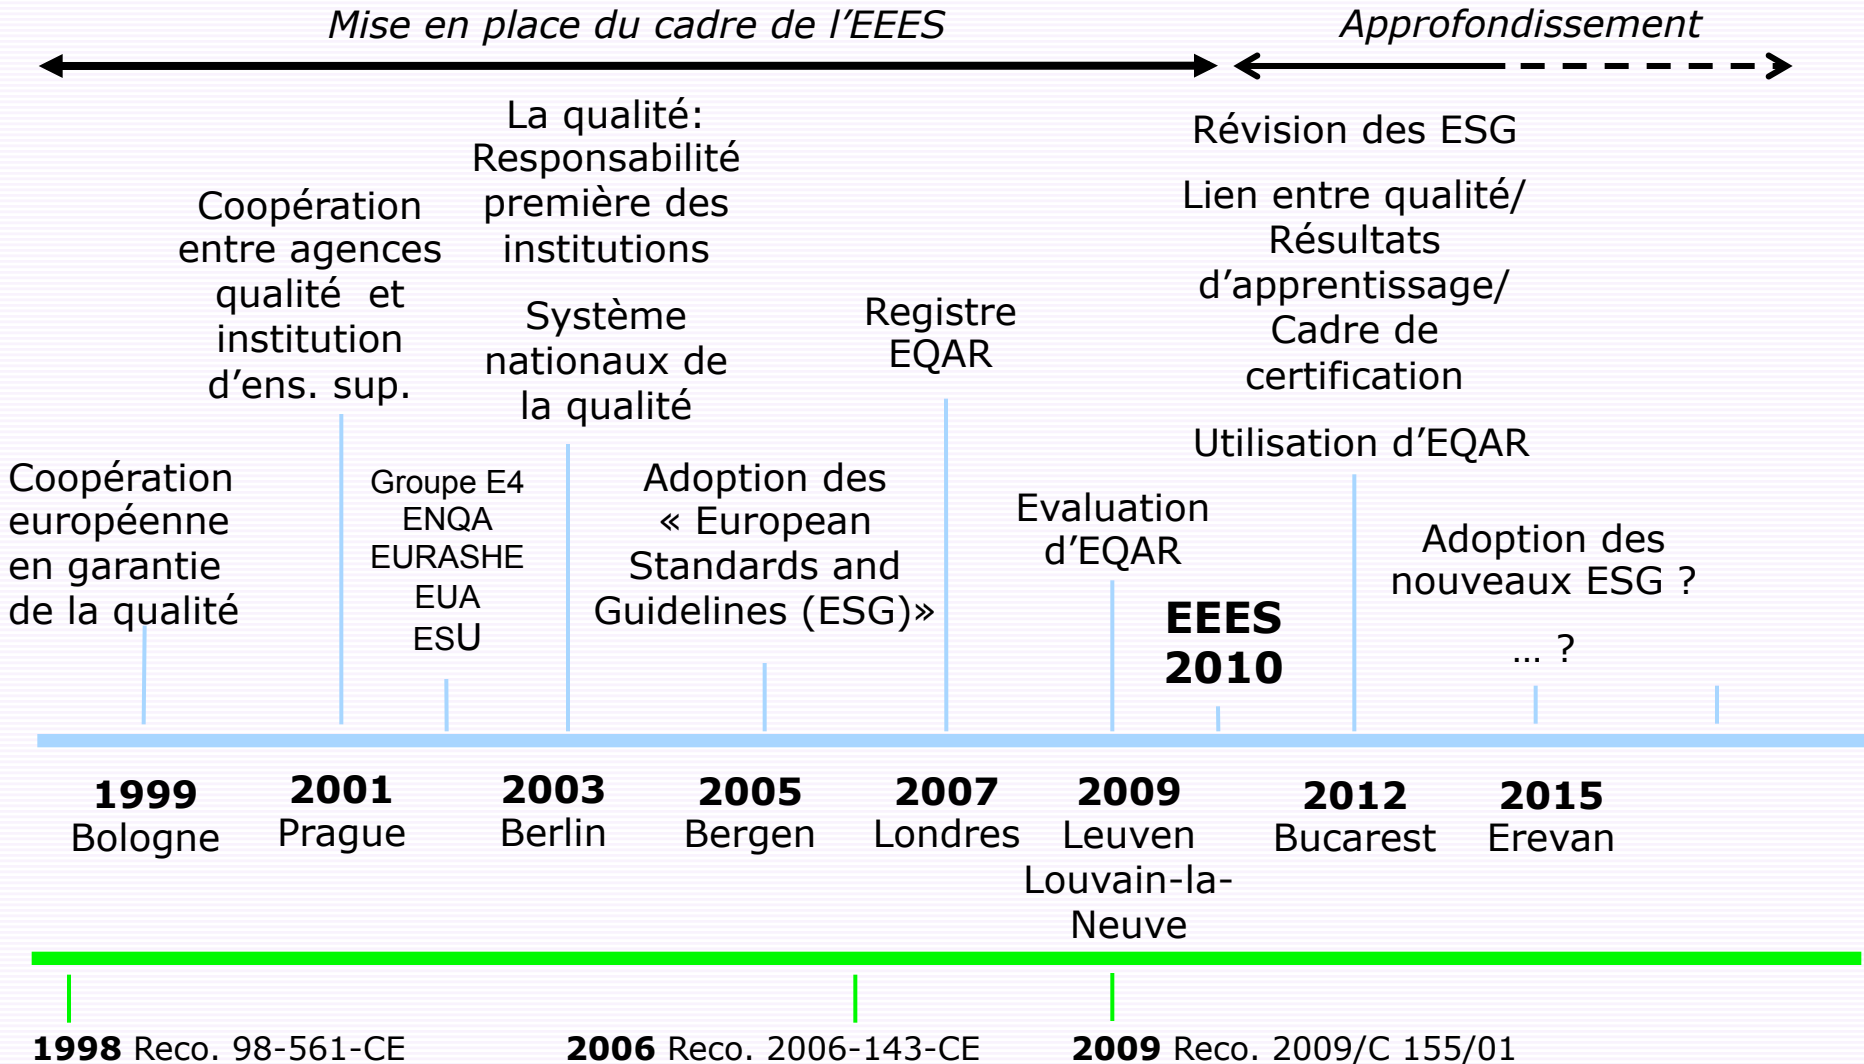 Mise en place du cadre de l’EEES
Approfondissement
Coopération
européenne
en garantie
de la qualité
Coopération
entre agences
qualité et
institution
d’ens. sup.
Groupe E4
ENQA
EURASHE
EUA
ESU
La qualité:
Responsabilité
première des
institutions
Système
nationaux de
la qualité
Adoption des
« European
Standards and
Guidelines (ESG)»
Registre
EQAR
Evaluation
d’EQAR
EEES
2010
Révision des ESG
Lien entre qualité/
Résultats
d’apprentissage/
Cadre de
certification
Utilisation d’EQAR
Adoption des
nouveaux ESG ?
... ?
1999
Bologne
2001
Prague
2003
Berlin
2005
Bergen
2007
Londres
2009
Leuven
Louvain-la-
Neuve
2012
Bucarest
2015
Erevan
1998 Reco. 98-561-CE
2006 Reco. 2006-143-CE
2009 Reco. 2009/C 155/01